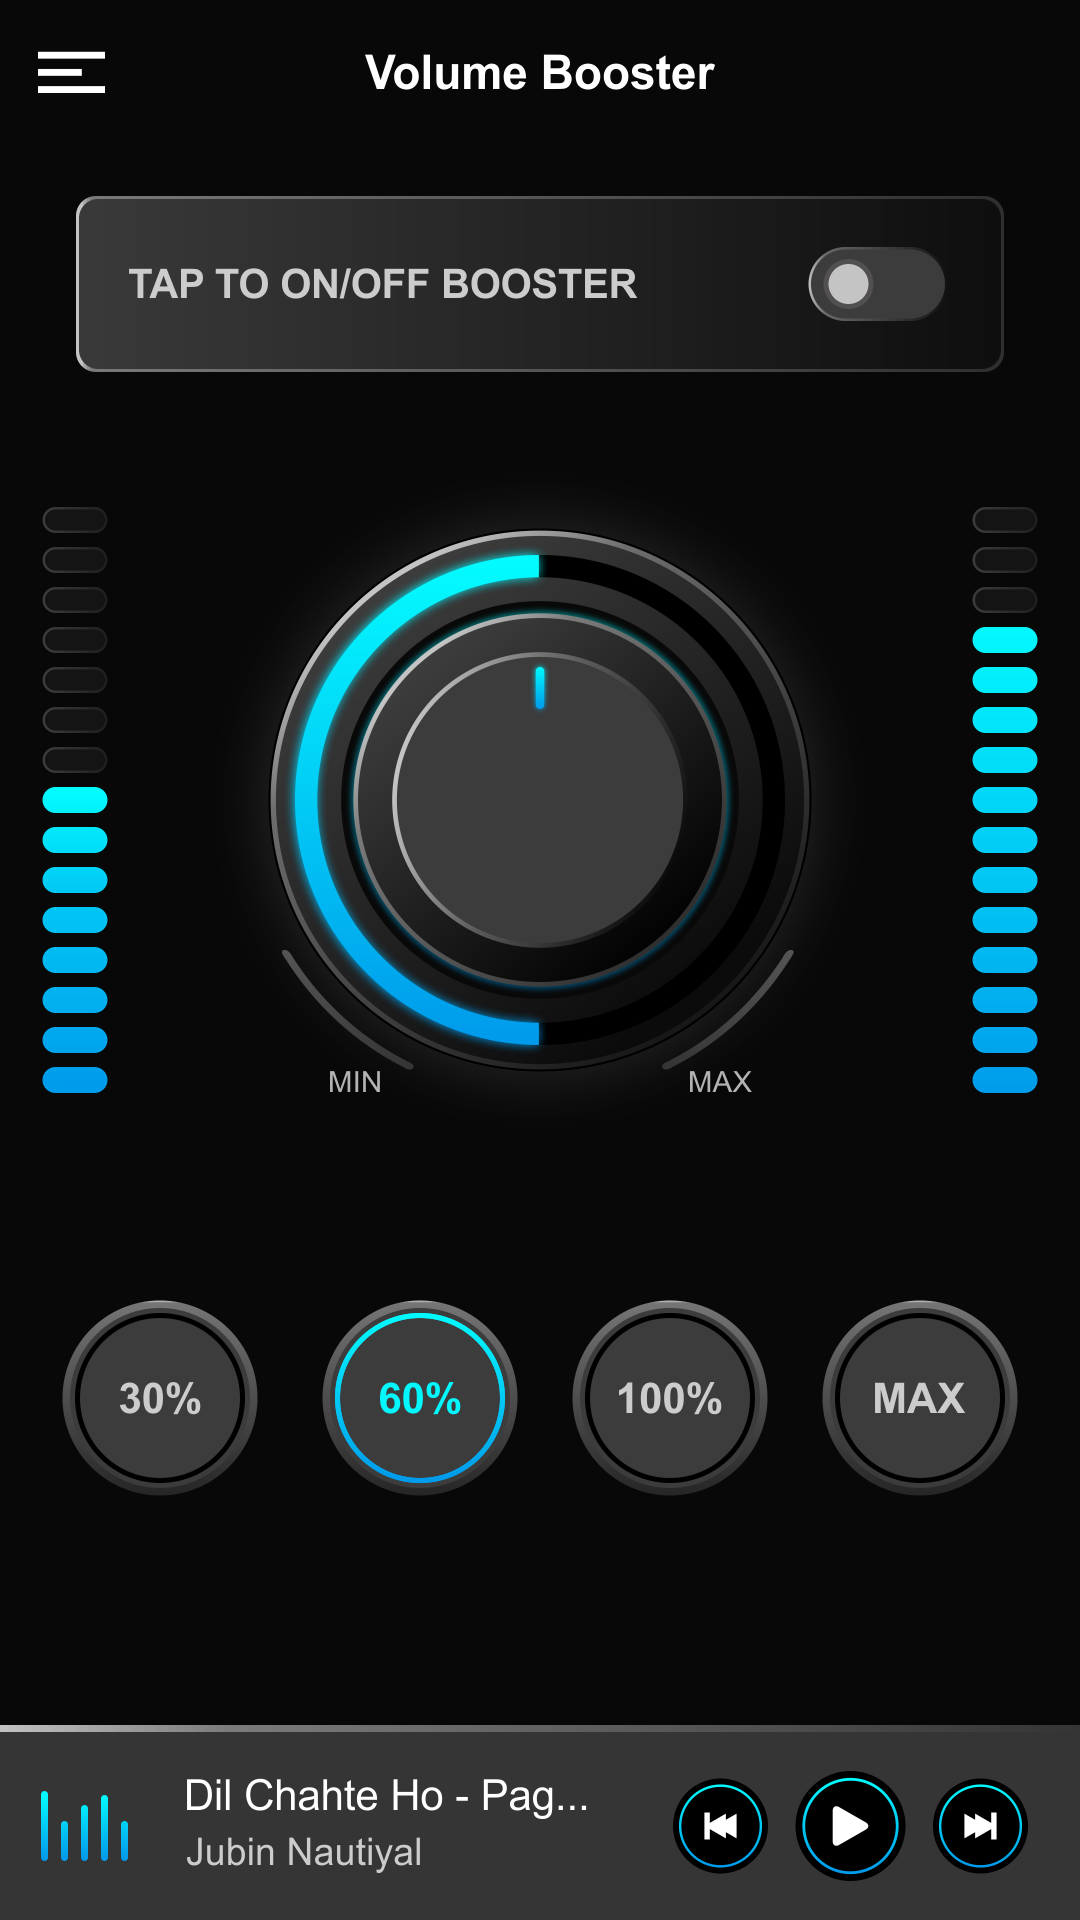 Volume Booster
TAP TO ON/OFF BOOSTER
MIN
MAX
30%
60%
100%
MAX
Dil Chahte Ho - Pag...
Jubin Nautiyal